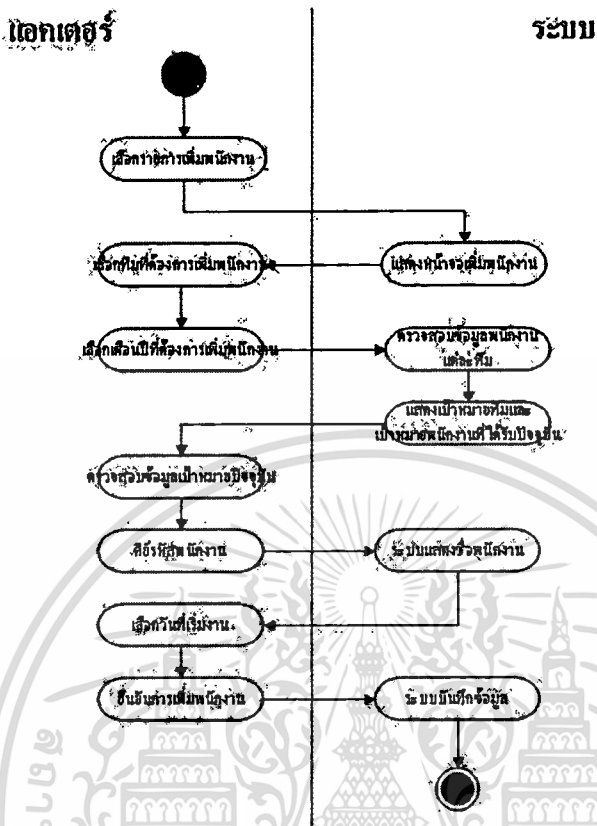 แอคเตอร์
ระบบ
เลือกรายการเพิ่มพนักงาน
แสดงหน้าจอเพิ่มพนักงาน
เลือกทีมที่ต้องการเพิ่มพนักงาน
เลือกเดือนปีที่ต้องการเพิ่มพนักงาน
ตรวจสอบข้อมูลพนักงาน
แต่ละทีม
แสดงเป้าหมายทีมและ
เป้าหมายพนักงานที่ได้รับปัจจุบัน
ตรวจสอบข้อมูลเป้าหมายปัจจุบัน
คีย์รหัสพนักงาน
ระบบแสดงชื่อพนักงาน
เลือกวันที่เริ่มงาน
ยืนยันการเพิ่มพนักงาน
ระบบบันทึกข้อมูล